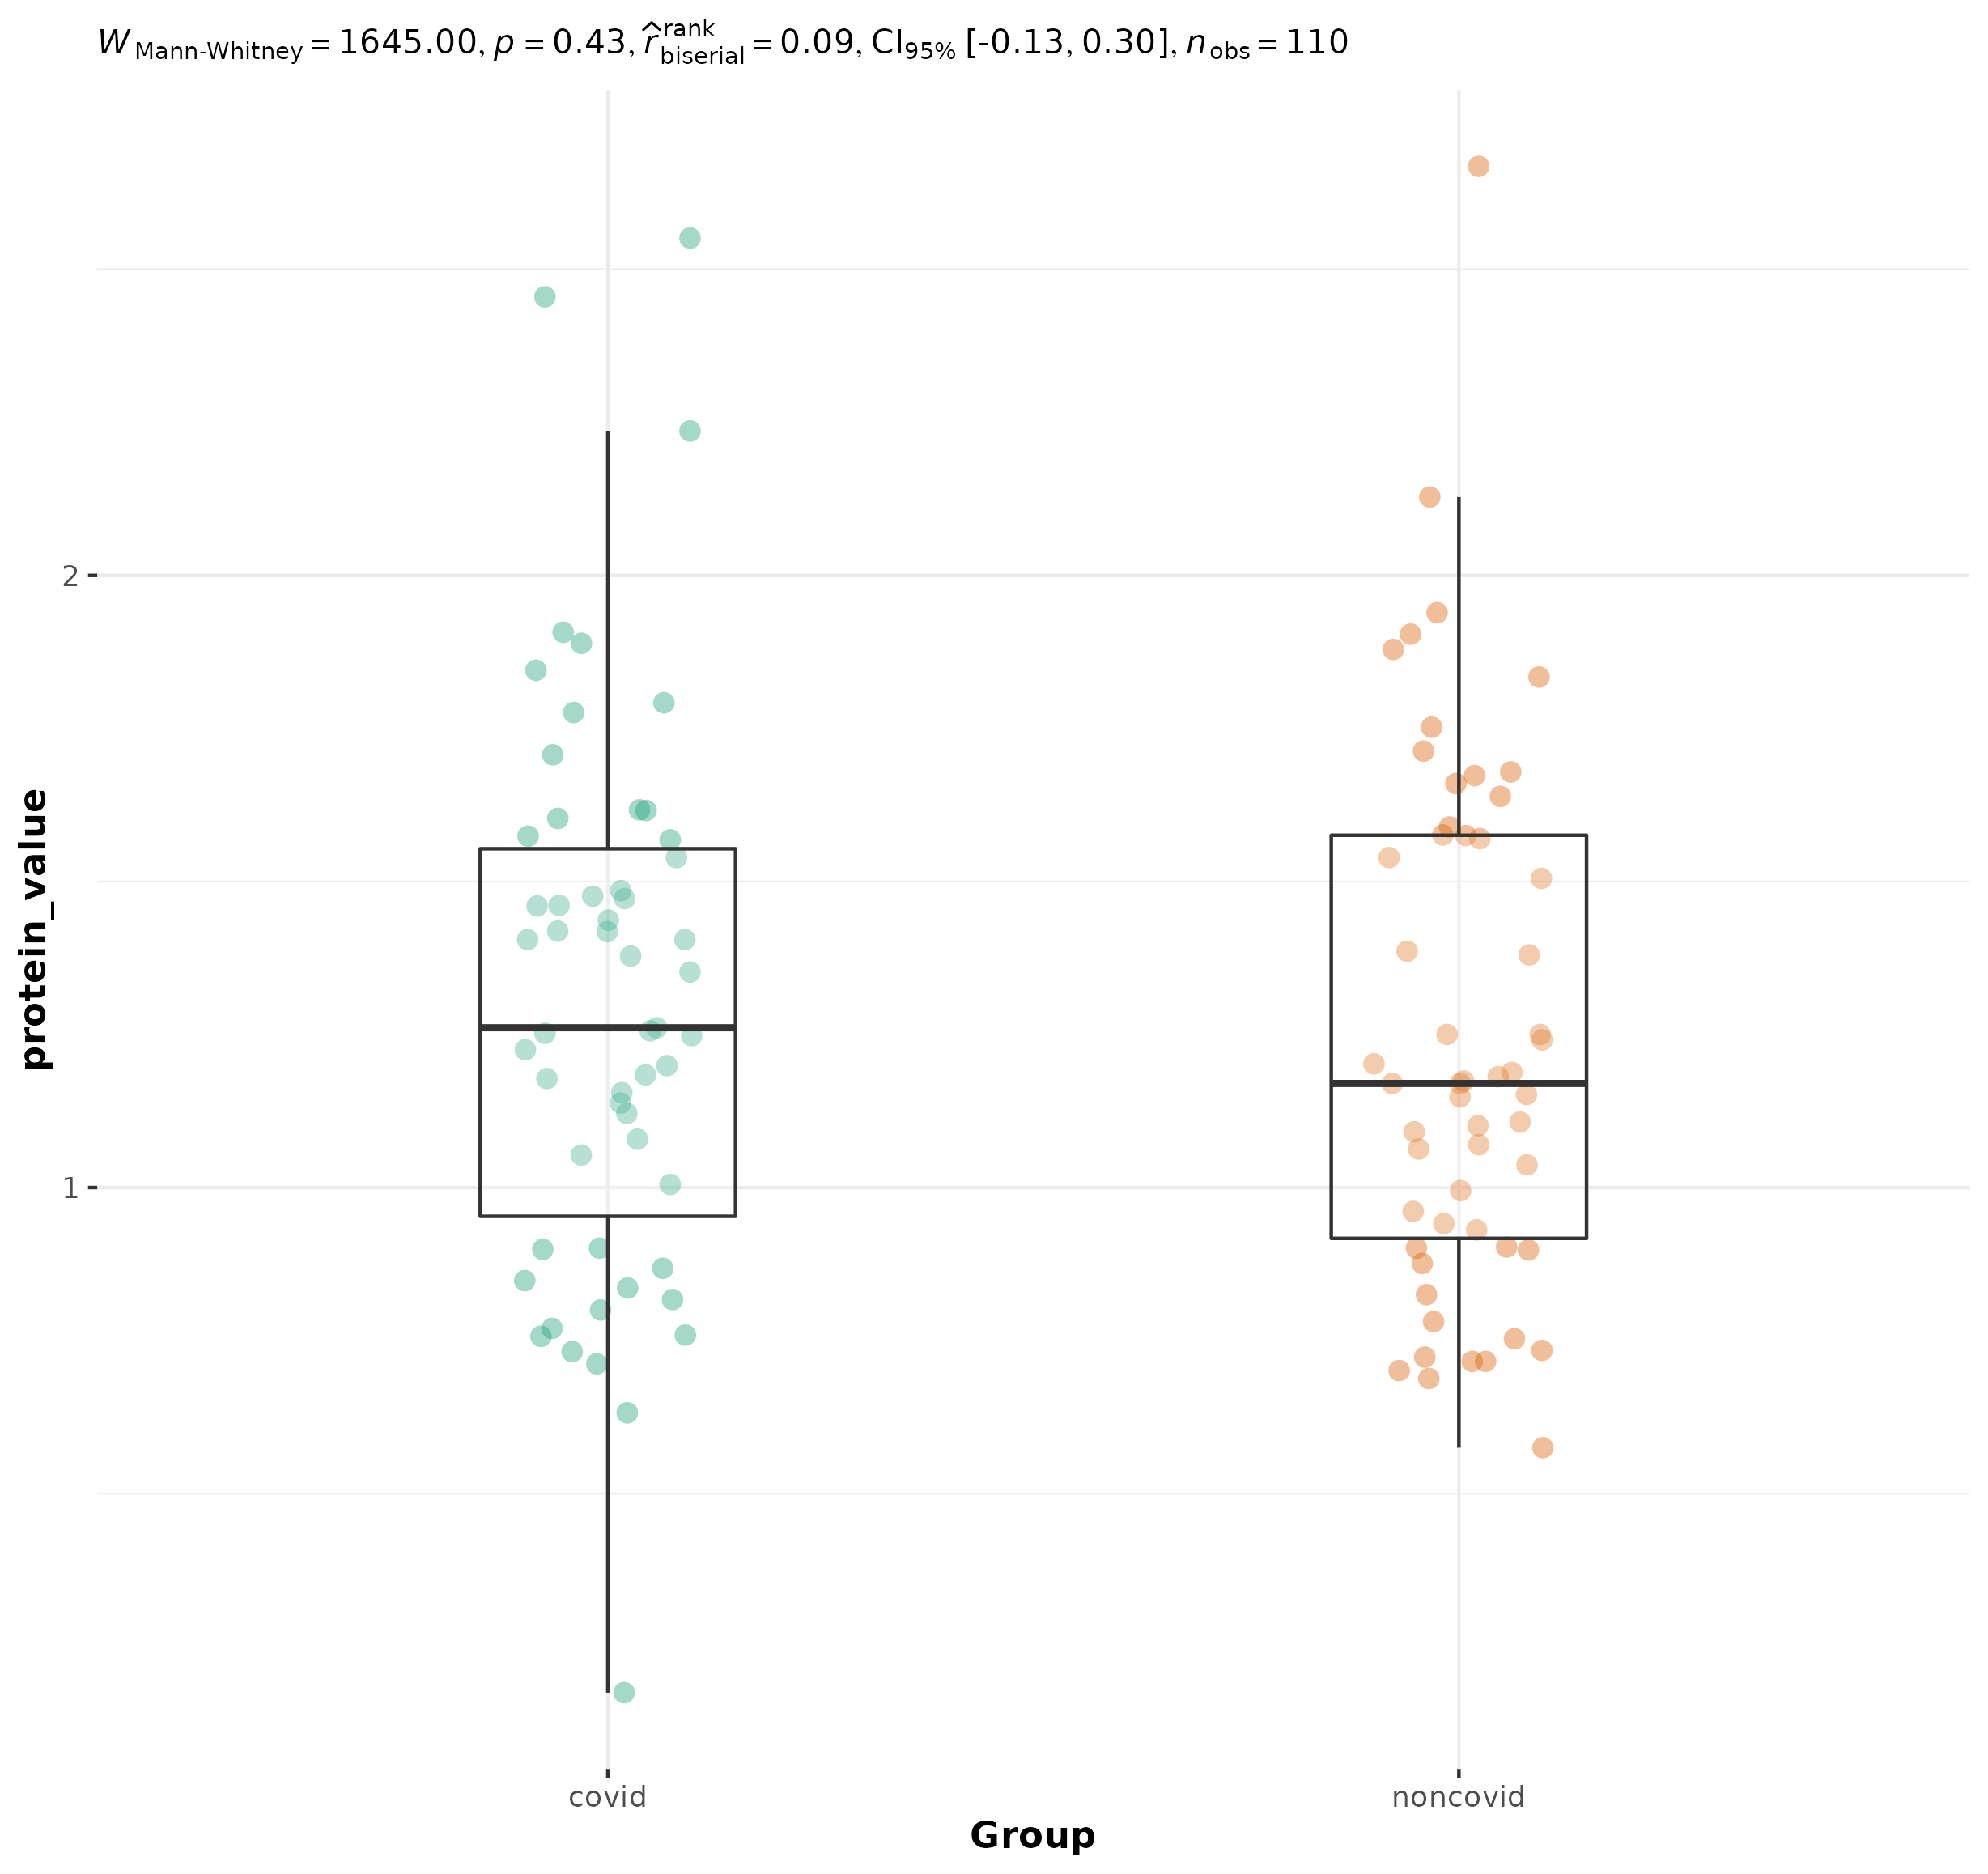 W Mann-Whitney = 1645.00, p = 0.43, r̂ rank biserial = 0.09, CI95% [-0.13, 0.30], nobs = 110
protein_value
2
1
covid noncovid
Group